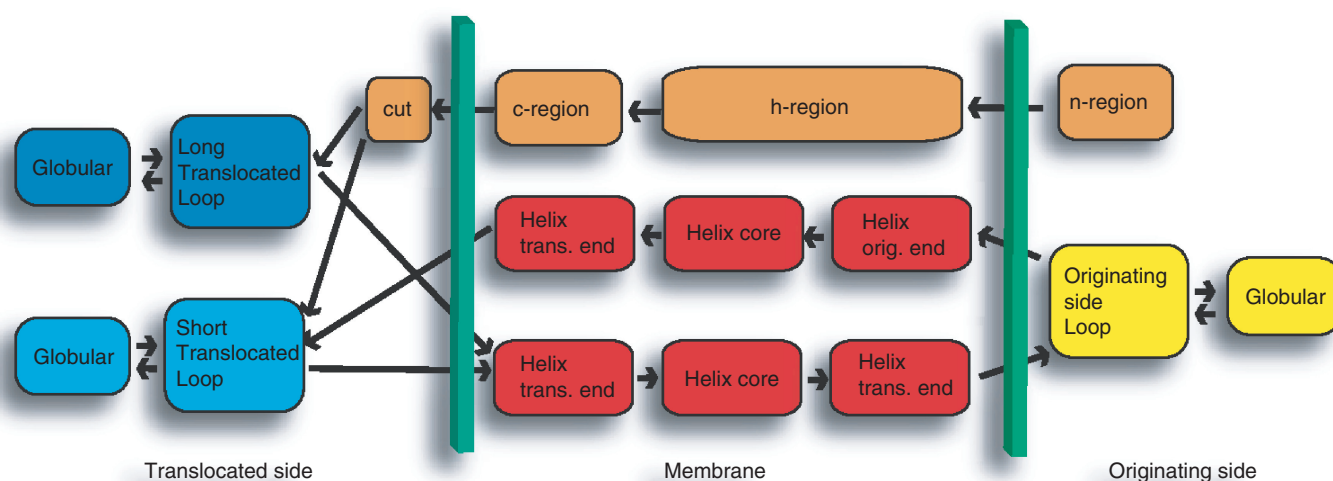 cut
c-region
h-region
n-region
Globular
Long
Translocated
Loop
Helix
trans. end
Helix core
Helix
orig. end
Originating
side
Loop
Globular
Globular
Short
Translocated
Loop
Helix
trans. end
Helix core
Helix
trans. end
Translocated side
Membrane
Originating side